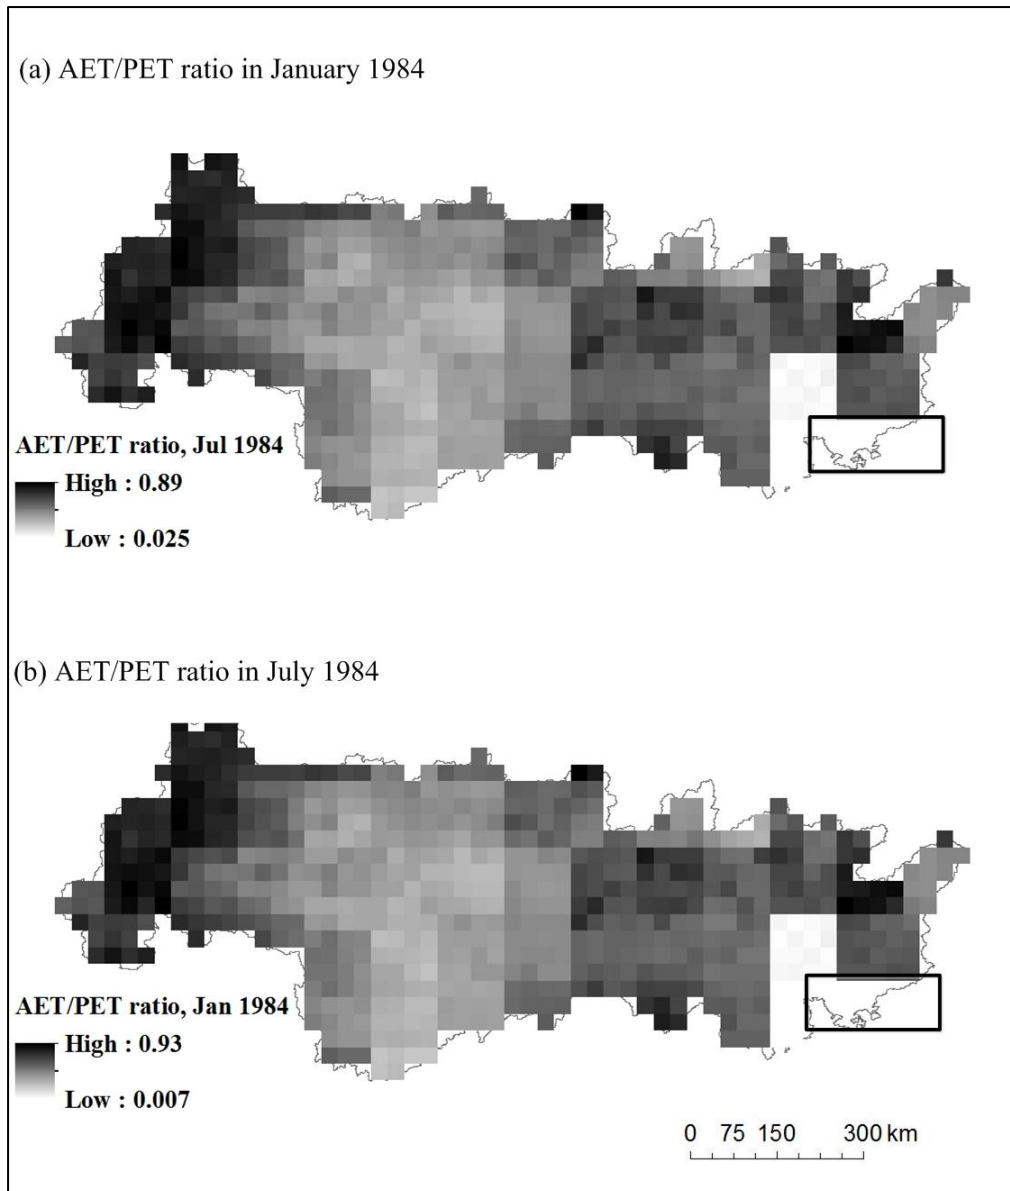 (a) AET/PET ratio in January 1984
AET/PET ratio, Jul 1984
High : 0.89
Low : 0.025
(b) AET/PET ratio in July 1984
AET/PET ratio, Jan 1984
High : 0.93
Low : 0.007
0 75 150 300 km